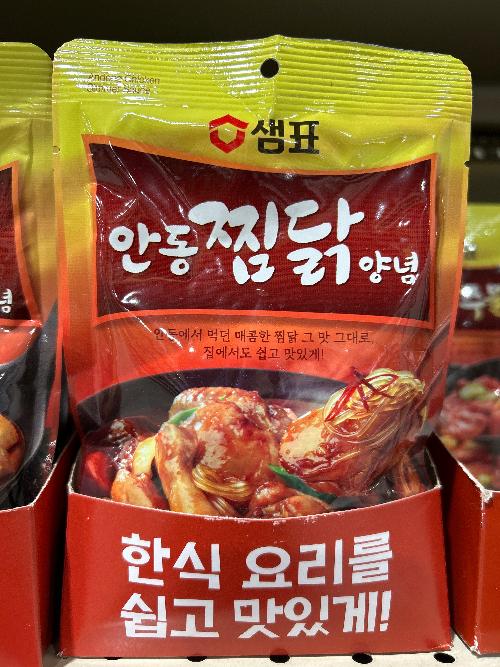 Andong Chicken
샘표
안동찜닭양념
안동에서 먹던 매콤한 찜닭 그 맛 그대로,
집에서도 쉽고 맛있게!
념
한식 요리를
쉽고 맛있게!